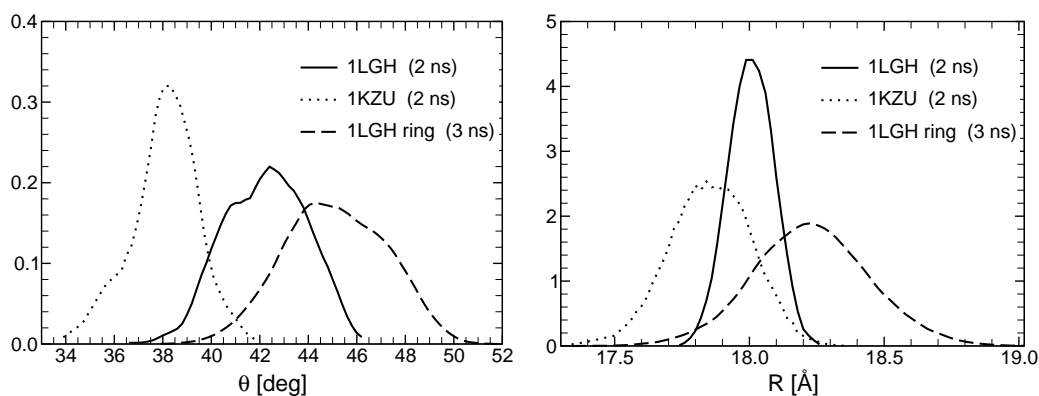 0.4
0.3
0.2
0.1
0.0
34 36 38 40 42 44 46 48 50 52
θ [deg]
1LGH (2 ns)
1KZU (2 ns)
1LGH ring (3 ns)
5
4
3
2
1
0
17.5 18.0 18.5 19.0
R [Å]
1LGH (2 ns)
1KZU (2 ns)
1LGH ring (3 ns)